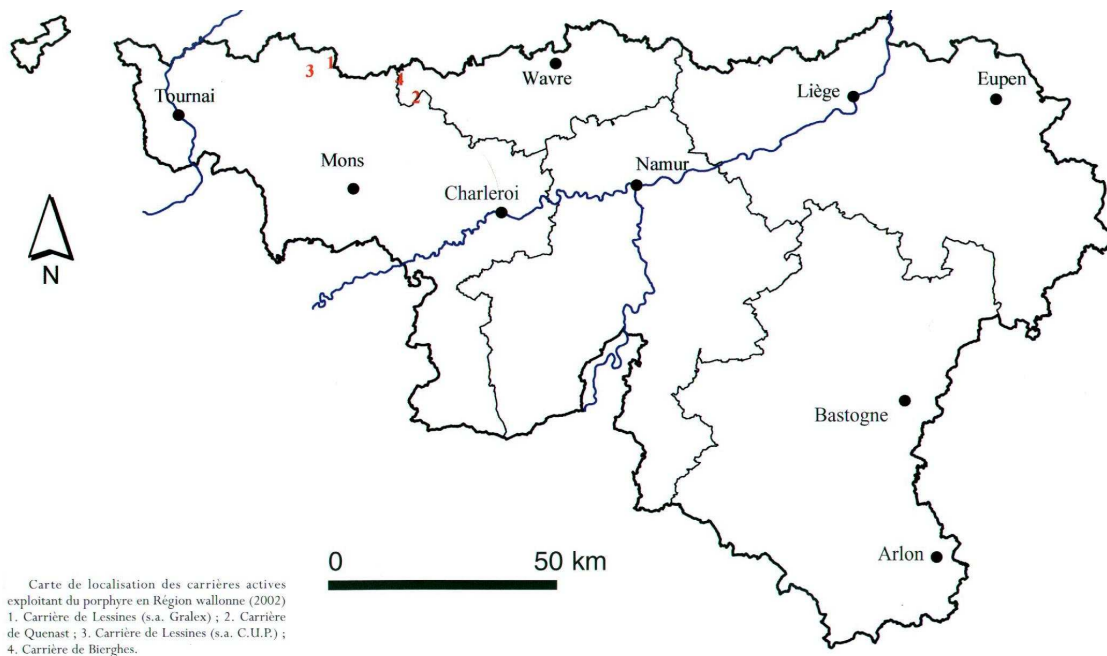 1
3
4
2
Wavre
Tournai
Liège
Eupen
Mons
Charleroi
Namur
N
Bastogne
Arlon
0 50 km
Carte de localisation des carrières actives
exploitant du porphyre en Région wallonne (2002)
1. Carrière de Lessines (s.a. Gralex) ; 2. Carrière
de Quenast ; 3. Carrière de Lessines (s.a. C.U.P.) ;
4. Carrière de Bierghes.